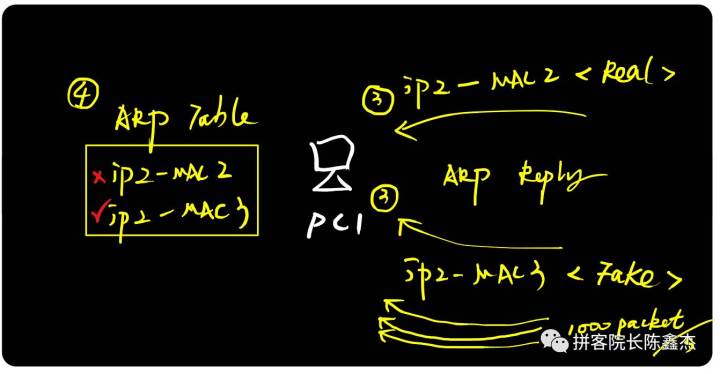 ④
ARP Table
× ip2-MAC2
✓ ip2-MAC3
PC1
③ ip2-MAC2 <Real>
ARP Reply
③
ip2-MAC3 <Fake>
1000 packet/s
拼客院长陈鑫杰